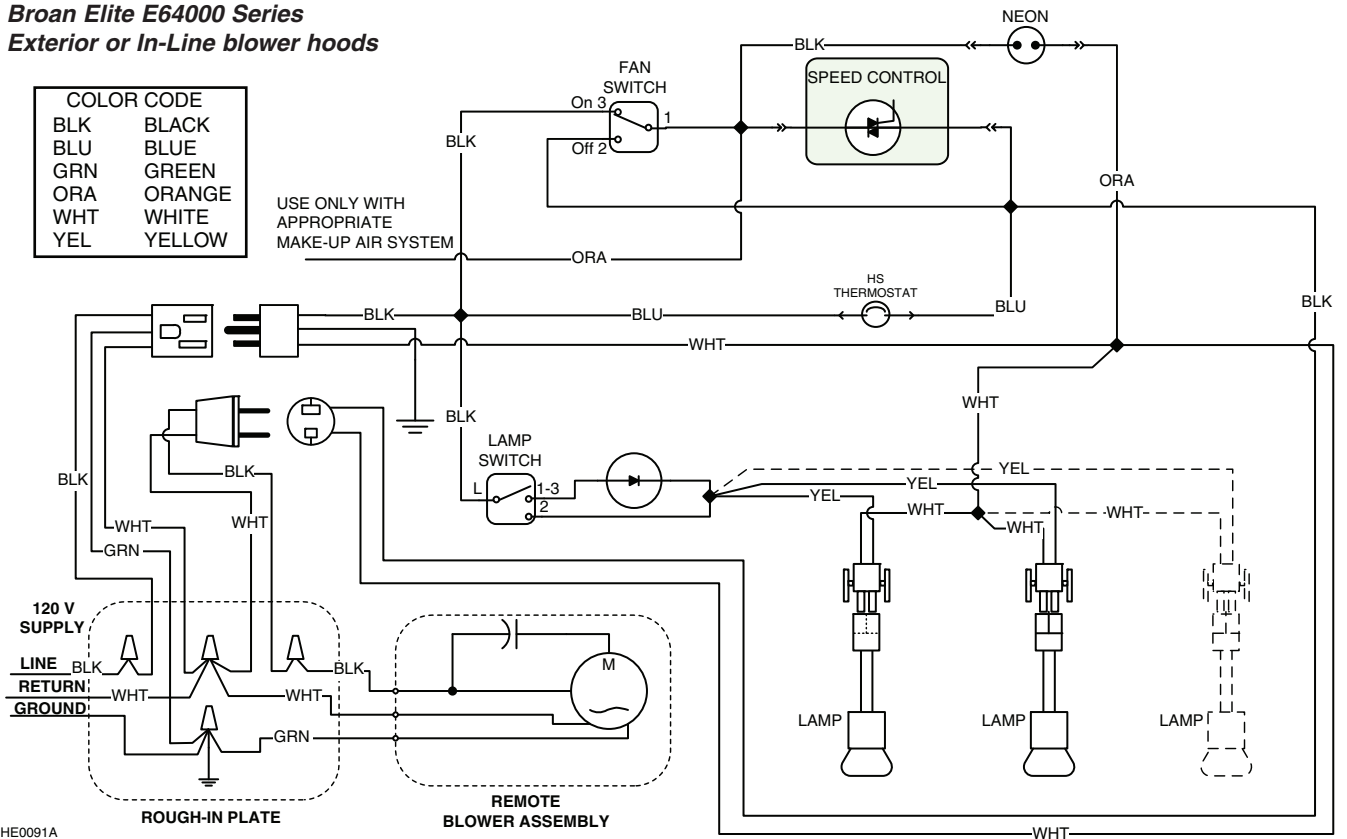 Broan Elite E64000 Series
Exterior or In-Line blower hoods
COLOR CODE
BLK BLACK
BLU BLUE
GRN GREEN
ORA ORANGE
WHT WHITE
YEL YELLOW
NEON
BLK
FAN
SWITCH
On 3
1
Off 2
SPEED CONTROL
BLK
ORA
USE ONLY WITH
APPROPRIATE
MAKE-UP AIR SYSTEM
ORA
HS
THERMOSTAT
BLK
BLU
BLU
BLK
WHT
WHT
BLK
LAMP
SWITCH
L
1-3
2
YEL
YEL
YEL
WHT
WHT
WHT
BLK
BLK
WHT
WHT
GRN
120 V
SUPPLY
LINE
BLK
RETURN
WHT
GROUND
BLK
WHT
GRN
M
LAMP
LAMP
LAMP
ROUGH-IN PLATE
REMOTE
BLOWER ASSEMBLY
WHT
HE0091A